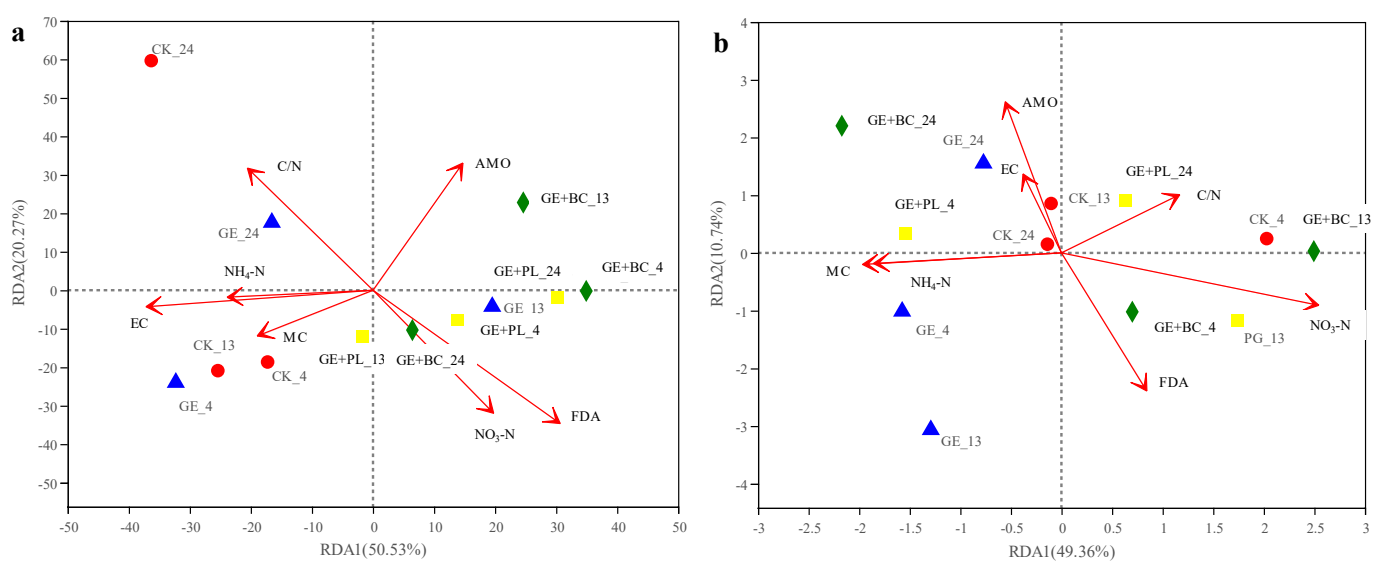 a
70
60
50
40
30
20
10
0
-10
-20
-30
-40
-50
RDA2(20.27%)
CK_24
C/N
AMO
GE+BC_13
GE_24
NH₄-N
GE+PL_24
GE+BC_4
EC
MC
GE_13
GE+PL_4
CK_13
CK_4
GE+PL_13
GE+BC_24
GE_4
FDA
NO₃-N
-50 -40 -30 -20 -10 0 10 20 30 40 50
RDA1(50.53%)
b
4
3
2
1
0
-1
-2
-3
-4
RDA2(10.74%)
AMO
GE+BC_24
GE_24
EC
GE+PL_24
CK_13
C/N
GE+PL_4
CK_4
GE+BC_13
CK_24
MC
NH₄-N
NO₃-N
GE_4
GE+BC_4
PG_13
FDA
GE_13
-3 -2 -1.5 -1 -0.5 0 0.5 1 1.5 2 2.5 3
RDA1(49.36%)